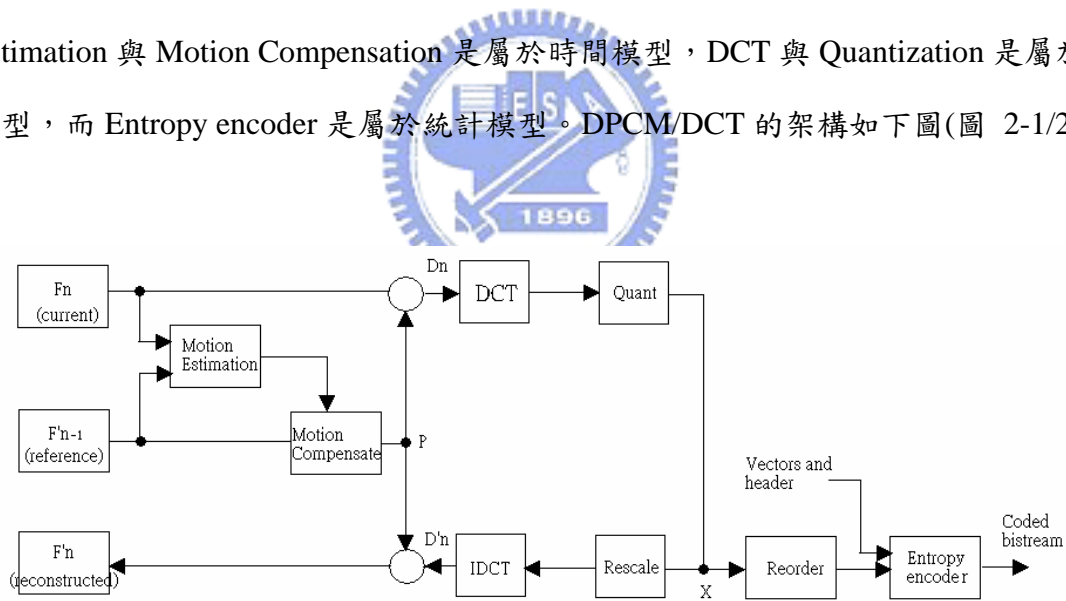 timation 與 Motion Compensation 是屬於時間模型，DCT 與 Quantization 是屬於
型，而 Entropy encoder 是屬於統計模型。DPCM/DCT 的架構如下圖(圖 2-1/2
ES A
1896
Fn
(current)
Dn
DCT
Quant
Motion
Estimation
F'n-1
(reference)
Motion
Compensate
P
Vectors and
header
Coded
bistream
F'n
(reconstructed)
D'n
IDCT
Rescale
X
Reorder
Entropy
encoder